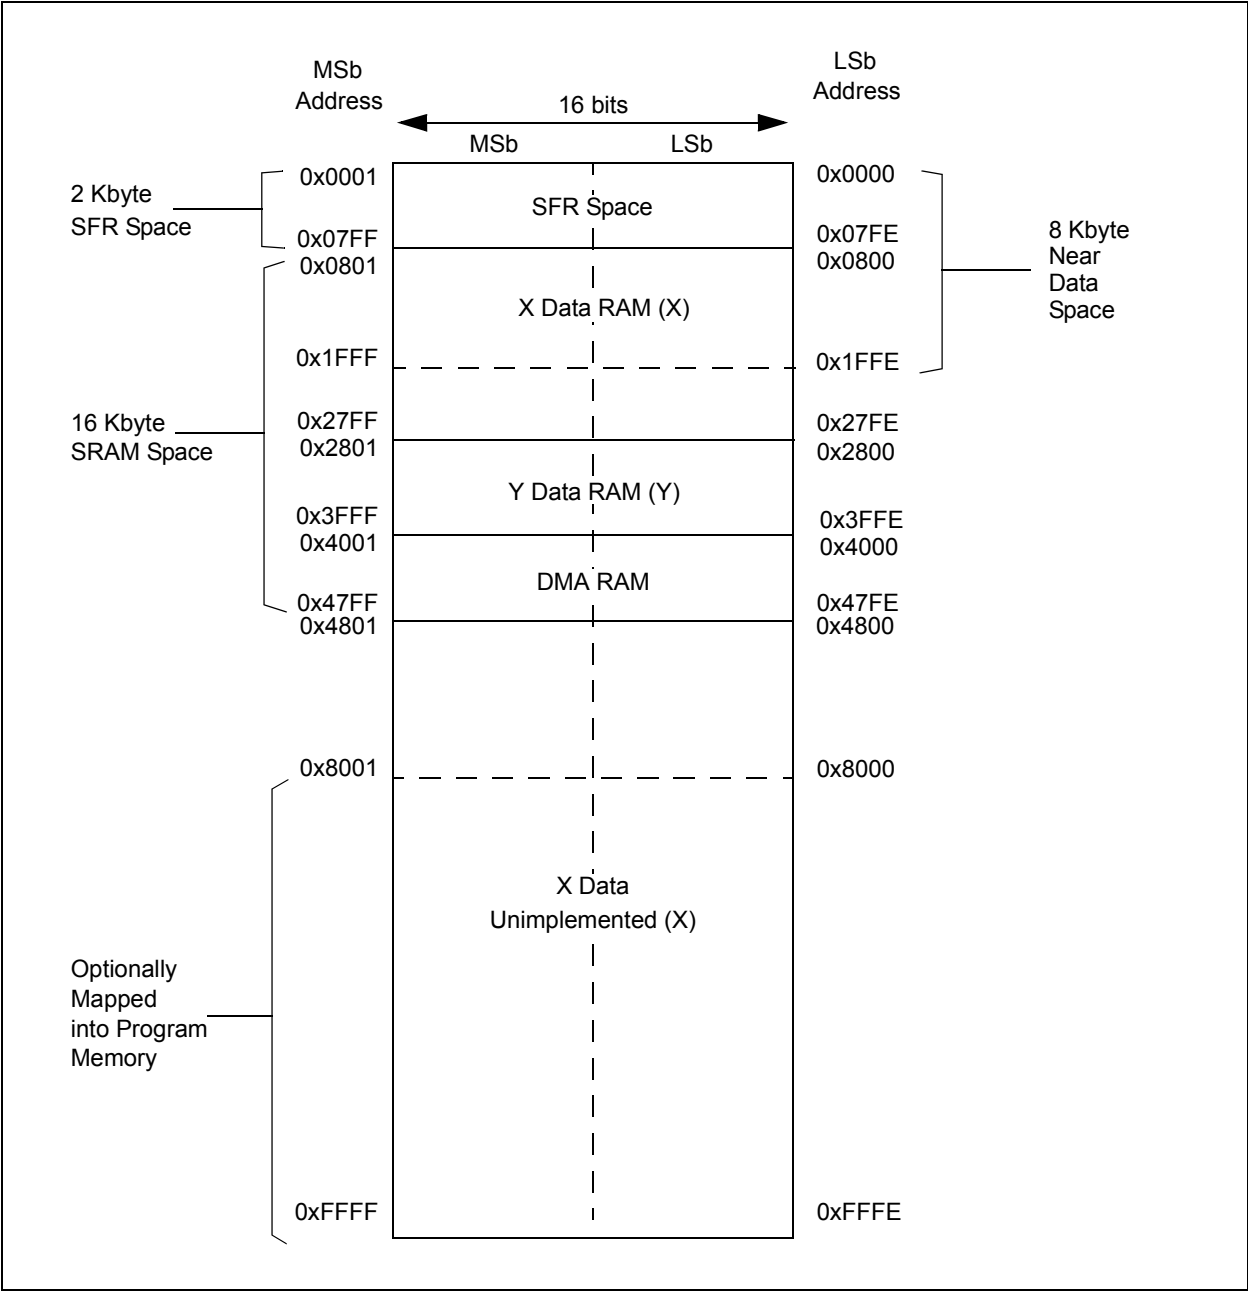 MSb
Address
LSb
Address
16 bits
MSb
LSb
2 Kbyte
SFR Space
0x0001
SFR Space
0x0000
0x07FF
0x07FE
0x0801
0x0800
8 Kbyte
Near
Data
Space
X Data RAM (X)
0x1FFF
0x1FFE
16 Kbyte
SRAM Space
0x27FF
0x27FE
0x2801
0x2800
Y Data RAM (Y)
0x3FFF
0x3FFE
0x4001
0x4000
DMA RAM
0x47FF
0x47FE
0x4801
0x4800
0x8001
0x8000
X Data
Unimplemented (X)
Optionally
Mapped
into Program
Memory
0xFFFF
0xFFFE